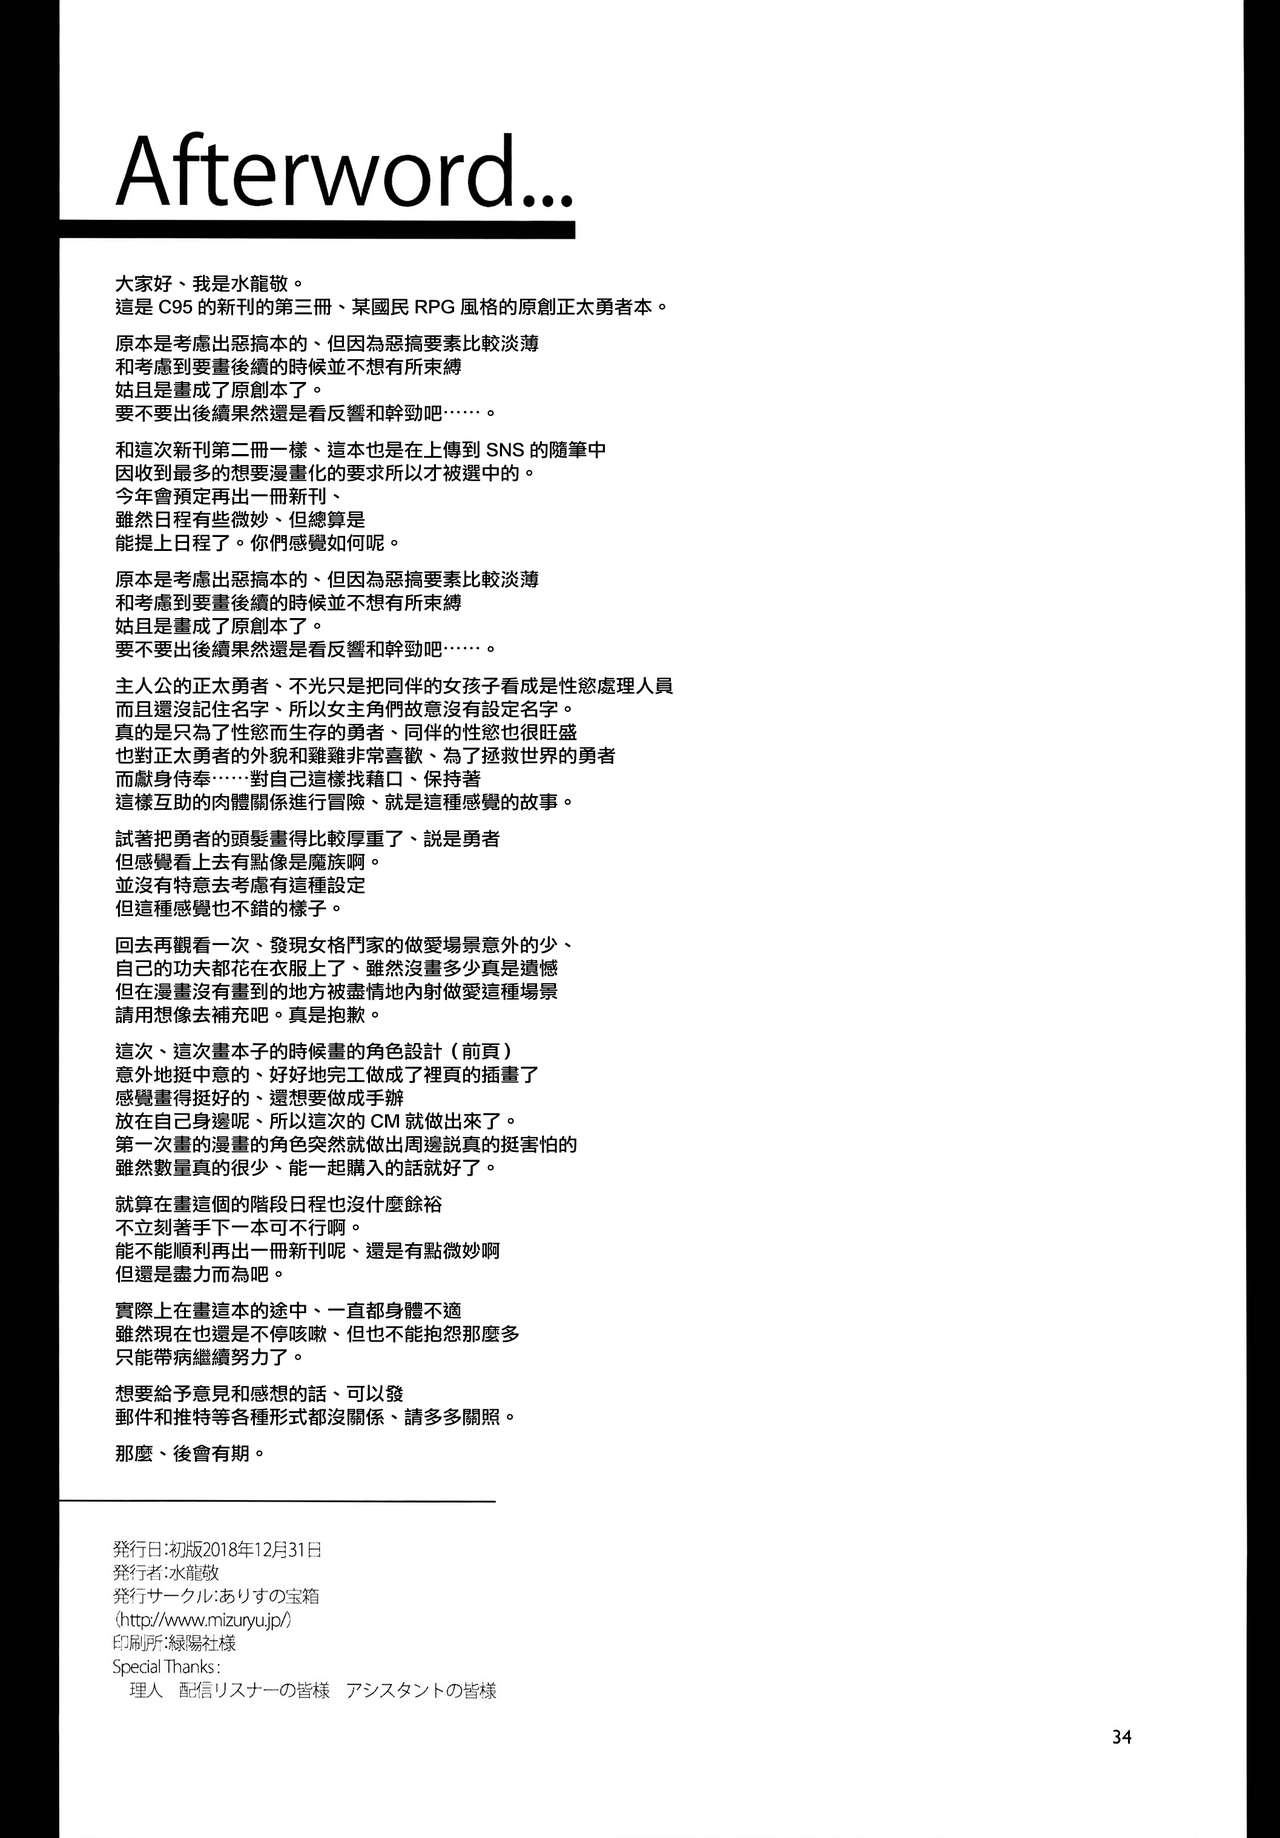 Afterword...
大家好、我是水龍敬。
這是 C95 的新刊的第三冊、某國民 RPG 風格的原創正太勇者本。
原本是考慮出惡搞本的、但因為惡搞要素比較淡薄
和考慮到要畫後續的時候並不想有所束縛
姑且是畫成了原創本了。
要不要出後續果然還是看反響和幹勁吧……。
和這次新刊第二冊一樣、這本也是在上傳到 SNS 的隨筆中
因收到最多的想要漫畫化的要求所以才被選中的。
今年會預定再出一冊新刊、
雖然日程有些微妙、但總算是
能提上日程了。你們感覺如何呢。
原本是考慮出惡搞本的、但因為惡搞要素比較淡薄
和考慮到要畫後續的時候並不想有所束縛
姑且是畫成了原創本了。
要不要出後續果然還是看反響和幹勁吧……。
主人公的正太勇者、不光只是把同伴的女孩子看成是性慾處理人員
而且還沒記住名字、所以女主角們故意沒有設定名字。
真的是只為了性慾而生存的勇者、同伴的性慾也很旺盛
也對正太勇者的外貌和雞雞非常喜歡、為了拯救世界的勇者
而獻身侍奉……對自己這樣找藉口、保持著
這樣互助的肉體關係進行冒險、就是這種感覺的故事。
試著把勇者的頭髮畫得比較厚重了、説是勇者
但感覺看上去有點像是魔族啊。
並沒有特意去考慮有這種設定
但這種感覺也不錯的樣子。
回去再觀看一次、發現女格鬥家的做愛場景意外的少、
自己的功夫都花在衣服上了、雖然沒畫多少真是遺憾
但在漫畫沒有畫到的地方被盡情地內射做愛這種場景
請用想像去補充吧。真是抱歉。
這次、這次畫本子的時候畫的角色設計（前頁）
意外地挺中意的、好好地完工做成了裡頁的插畫了
感覺畫得挺好的、還想要做成手辦
放在自己身邊呢、所以這次的 CM 就做出來了。
第一次畫的漫畫的角色突然就做出周邊説真的挺害怕的
雖然數量真的很少、能一起購入的話就好了。
就算在畫這個的階段日程也沒什麼餘裕
不立刻著手下一本可不行啊。
能不能順利再出一冊新刊呢、還是有點微妙啊
但還是盡力而為吧。
實際上在畫這本的途中、一直都身體不適
雖然現在也還是不停咳嗽、但也不能抱怨那麼多
只能帶病繼續努力了。
想要給予意見和感想的話、可以發
郵件和推特等各種形式都沒關係、請多多關照。
那麼、後會有期。
発行日:初版2018年12月31日
発行者:水龍敬
発行サークル:ありすの宝箱
(http://www.mizuryu.jp/)
印刷所:緑陽社様
Special Thanks :
理人　配信リスナーの皆様　アシスタントの皆様
34